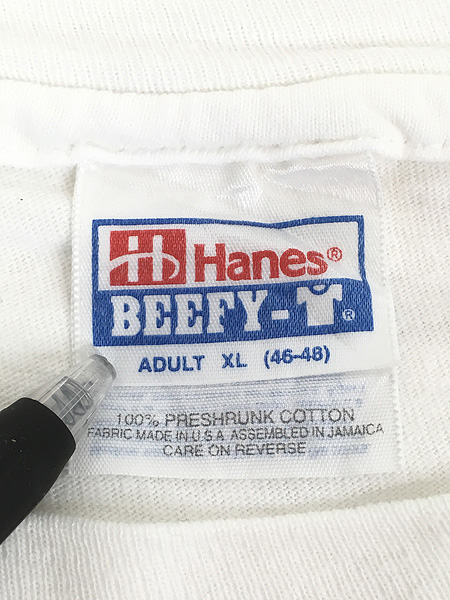 Hanes®
BEEFY-T®
ADULT XL (46-48)
100% PRESHRUNK COTTON
FABRIC MADE IN U.S.A. ASSEMBLED IN JAMAICA
CARE ON REVERSE